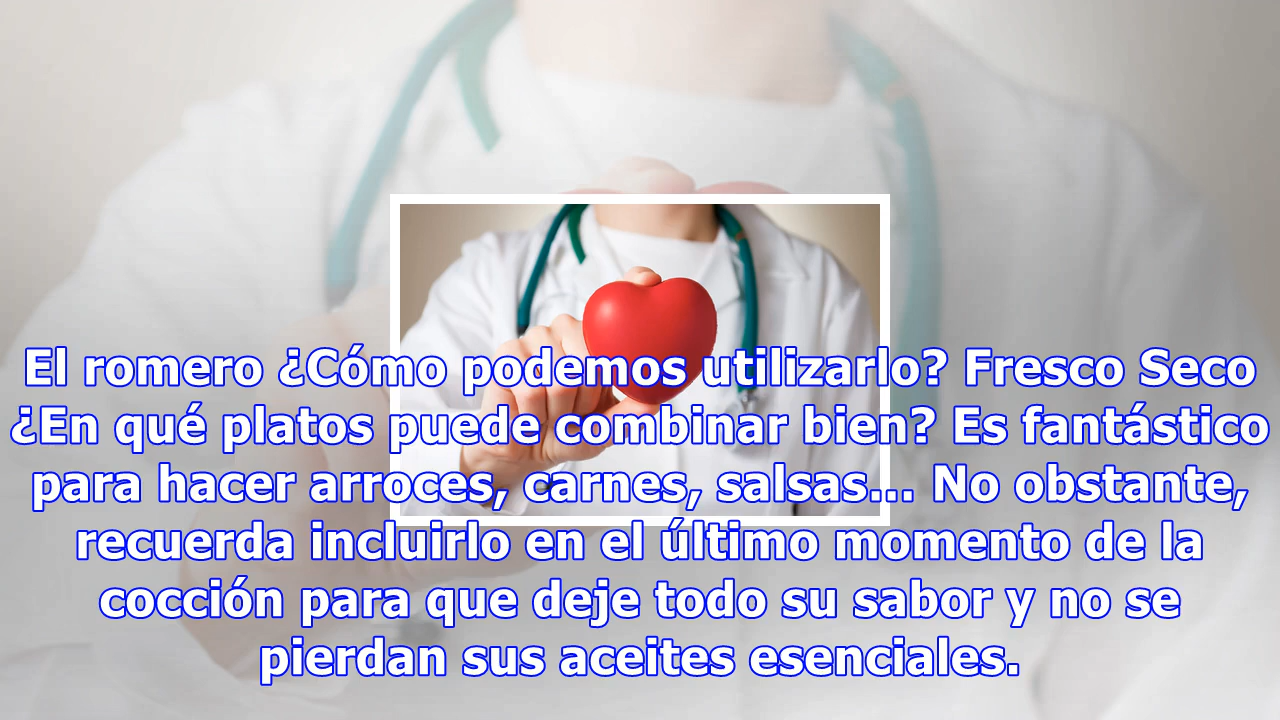 El romero ¿Cómo podemos utilizarlo? Fresco Seco
¿En qué platos puede combinar bien? Es fantástico
para hacer arroces, carnes, salsas... No obstante,
recuerda incluirlo en el último momento de la
cocción para que deje todo su sabor y no se
pierdan sus aceites esenciales.